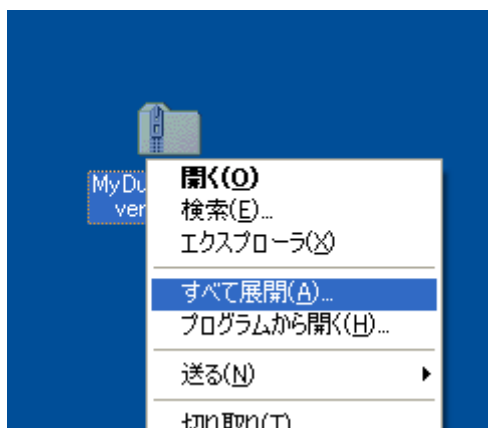 MyDu
ver
開く(O)
検索(E)...
エクスプローラ(X)
すべて展開(A)...
プログラムから開く(H)...
送る(N)
切り取り(T)